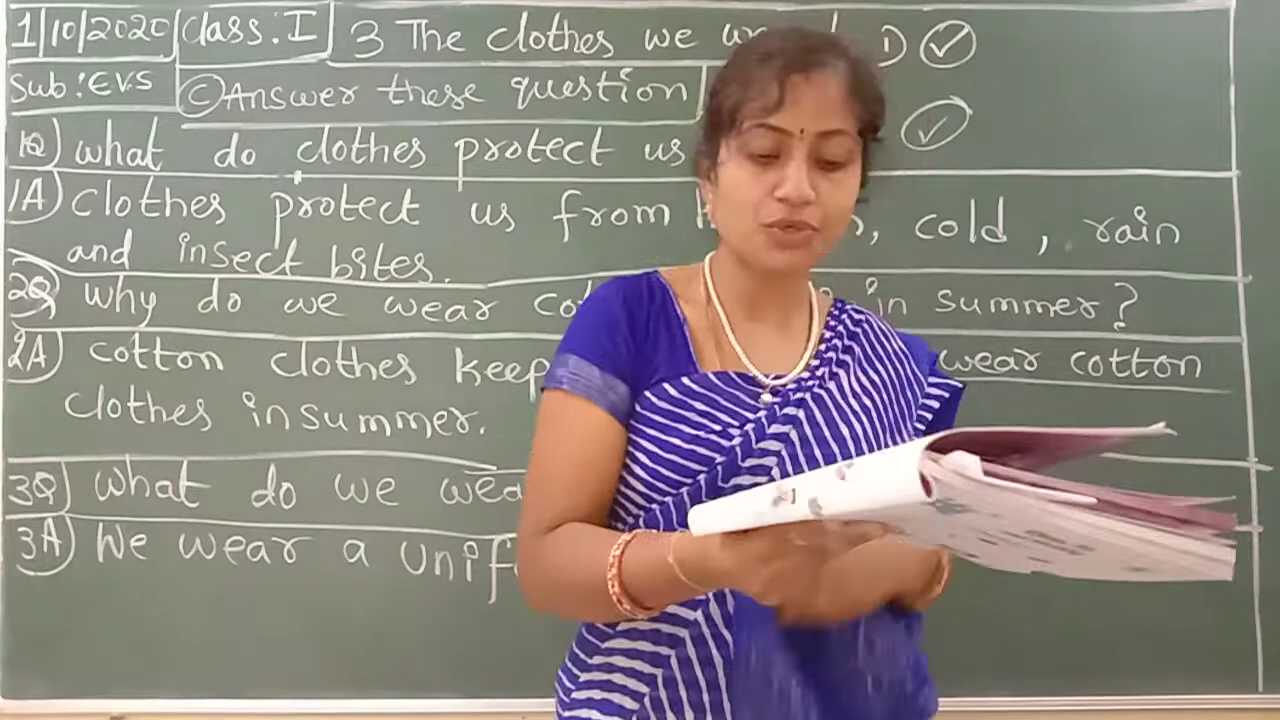 1/10/2020 Class: I 3 The clothes we D
Sub: EVS C Answer these question
1Q) what do clothes protect us
1A) Clothes protect us from , cold, rain
and insect bites.
2Q) why do we wear in summer?
2A) cotton clothes keep wear cotton
clothes in summer.
3Q) what do we
3A) We wear a